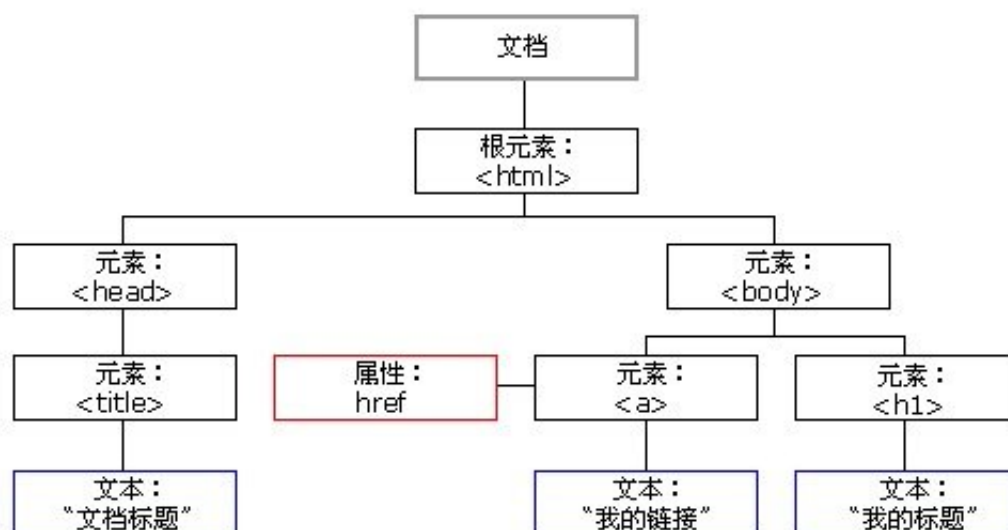 文档
根元素：
<html>
元素：
<head>
元素：
<body>
元素：
<title>
属性：
href
元素：
<a>
元素：
<h1>
文本：
"文档标题"
文本：
"我的链接"
文本：
"我的标题"